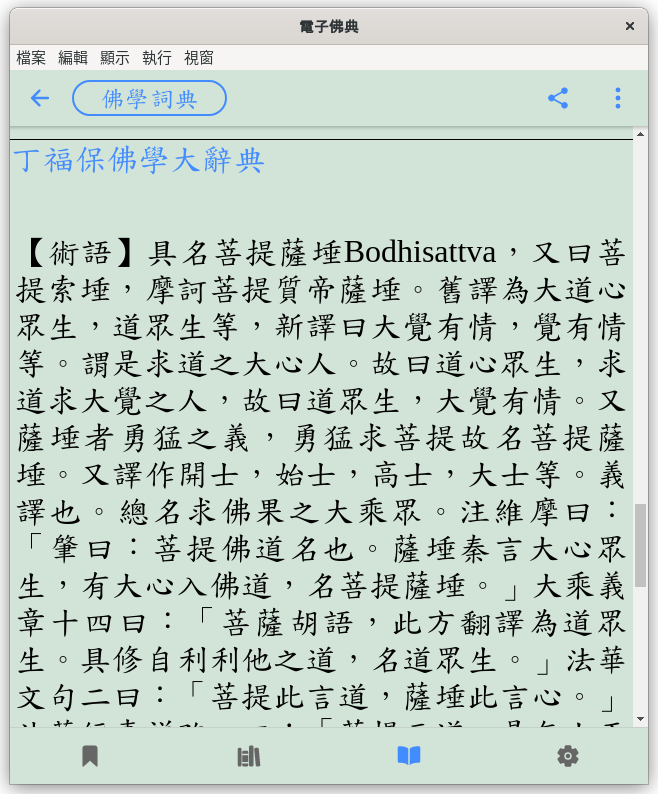 電子佛典
檔案 編輯 顯示 執行 視窗
佛學詞典
丁福保佛學大辭典
【術語】具名菩提薩埵Bodhisattva，又曰菩
提索埵，摩訶菩提質帝薩埵。舊譯為大道心
眾生，道眾生等，新譯曰大覺有情，覺有情
等。謂是求道之大心人。故曰道心眾生，求
道求大覺之人，故曰道眾生，大覺有情。又
薩埵者勇猛之義，勇猛求菩提故名菩提薩
埵。又譯作開士，始士，高士，大士等。義
譯也。總名求佛果之大乘眾。注維摩曰：
「肇曰：菩提佛道名也。薩埵秦言大心眾
生，有大心入佛道，名菩提薩埵。」大乘義
章十四曰：「菩薩胡語，此方翻譯為道眾
生。具修自利利他之道，名道眾生。」法華
文句二曰：「菩提此言道，薩埵此言心。」